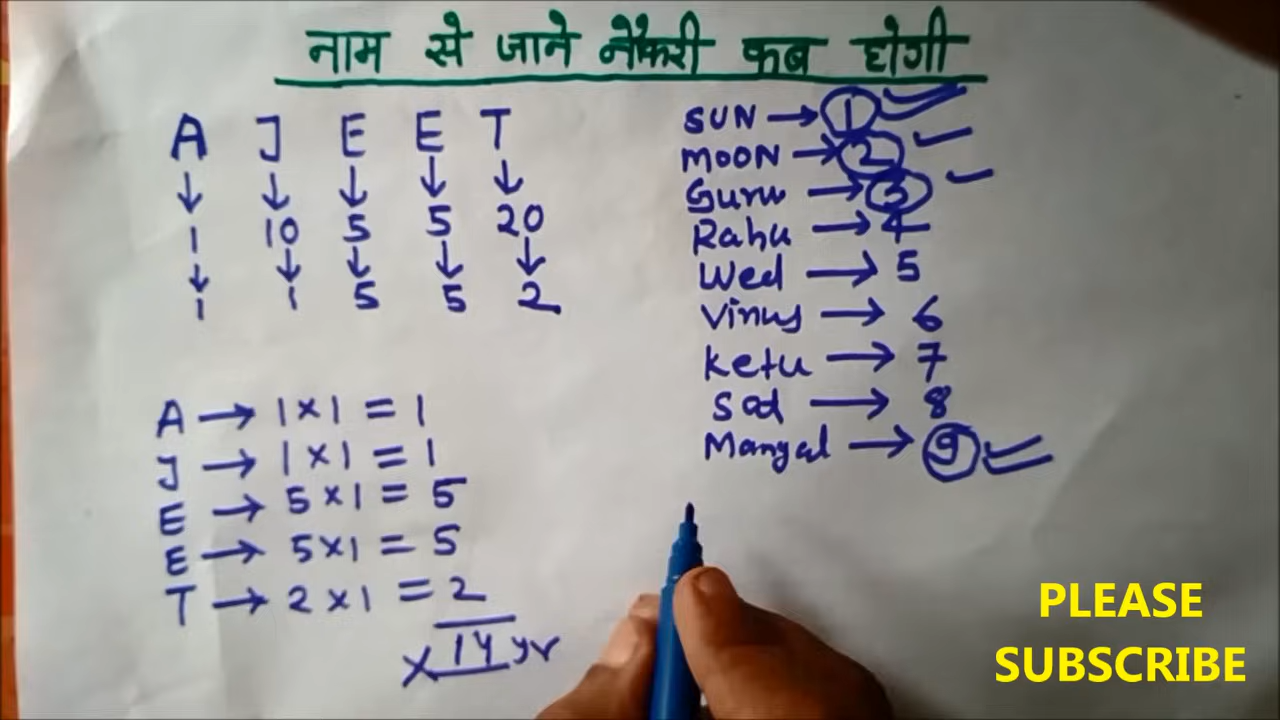 नाम से जाने नौकरी कब होगी
A J E E T
↓ ↓ ↓ ↓ ↓
1 10 5 5 20
↓ ↓ ↓ ↓ ↓
1 1 5 5 2
A → 1 × 1 = 1
J → 1 × 1 = 1
E → 5 × 1 = 5
E → 5 × 1 = 5
T → 2 × 1 = 2
× 14 yr
SUN → 1
MOON → 2
Guru → 3
Rahu → 4
Wed → 5
Vinus → 6
Ketu → 7
Sad → 8
Mangal → 9
PLEASE
SUBSCRIBE